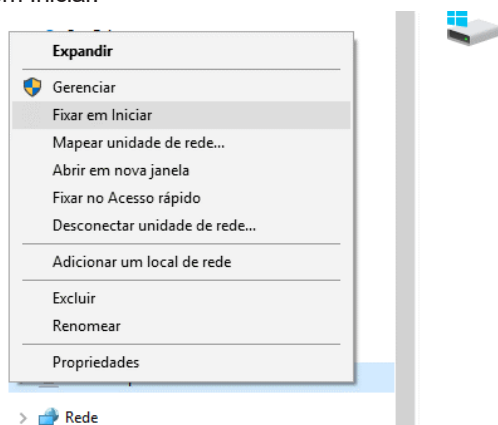 Expandir
Gerenciar
Fixar em Iniciar
Mapear unidade de rede...
Abrir em nova janela
Fixar no Acesso rápido
Desconectar unidade de rede...
Adicionar um local de rede
Excluir
Renomear
Propriedades
Rede